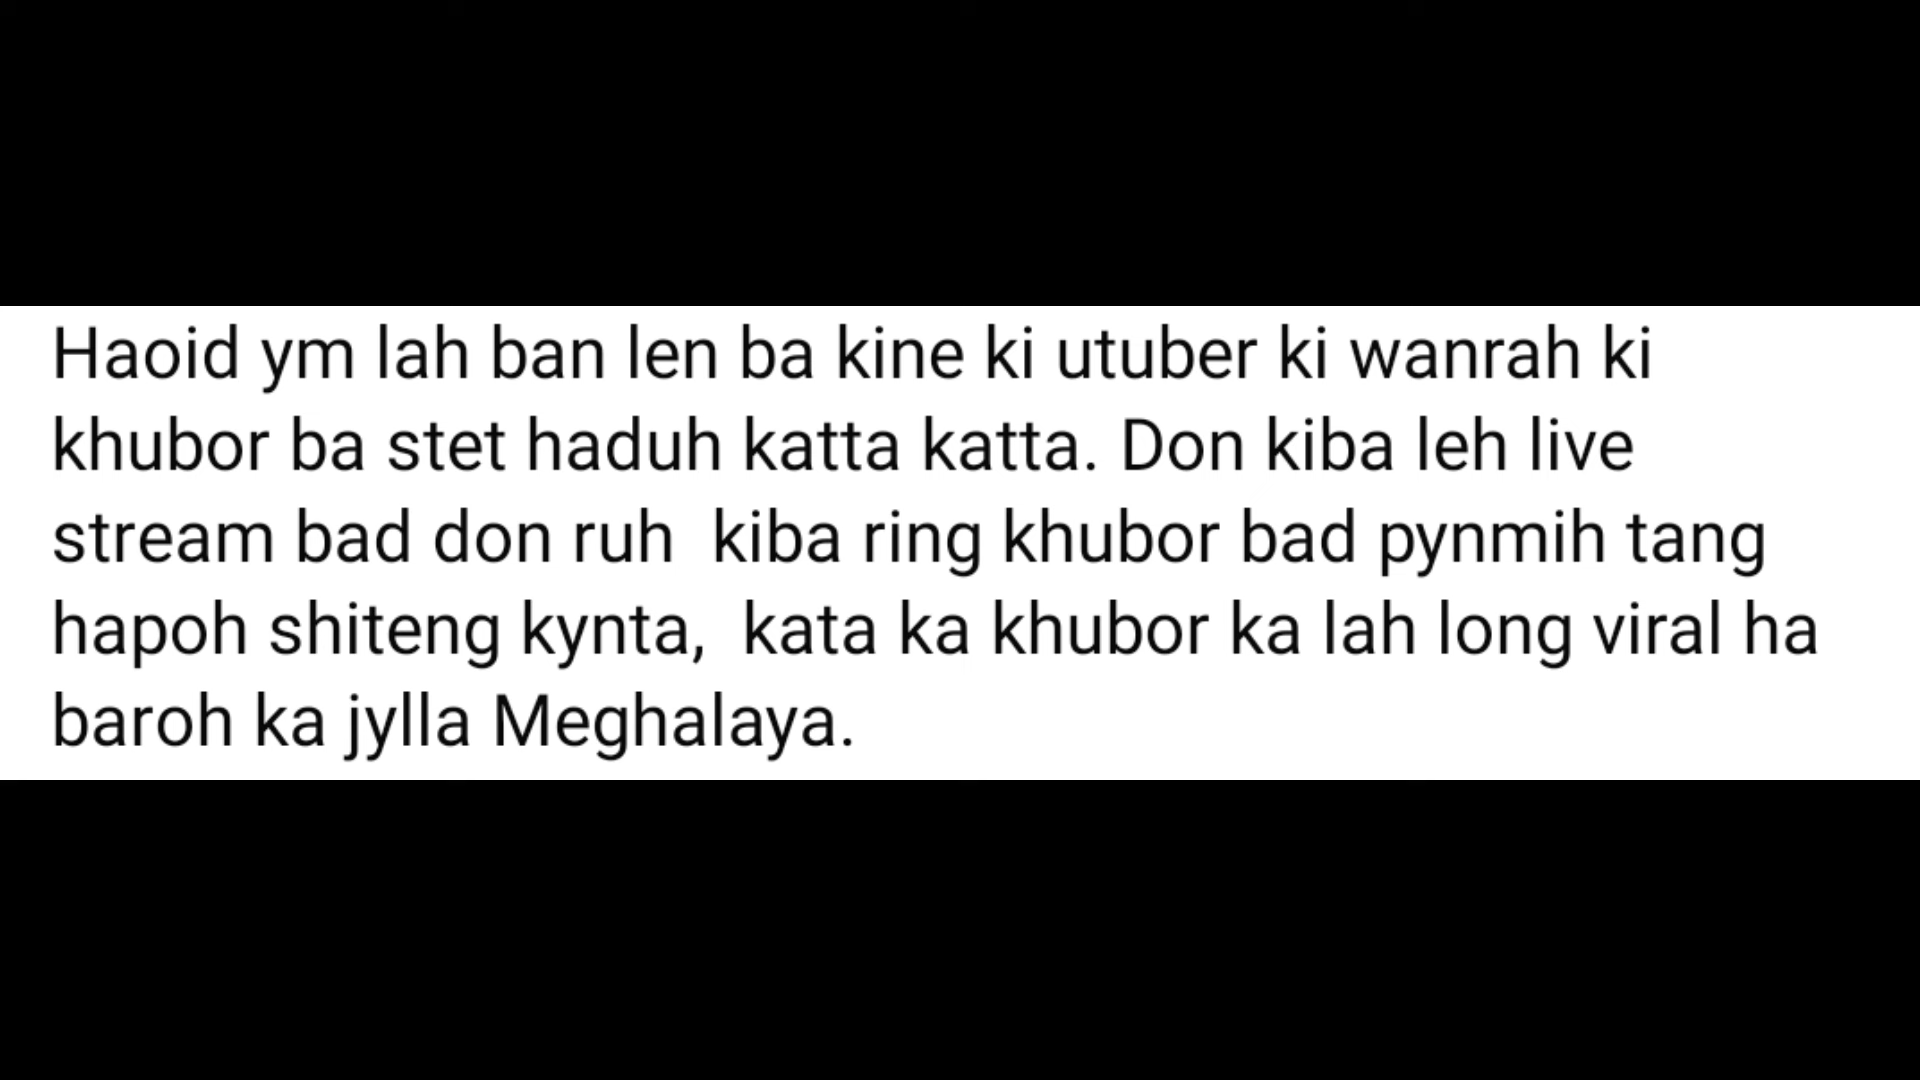 Haoid ym lah ban len ba kine ki utuber ki wanrah ki
khubor ba stet haduh katta katta. Don kiba leh live
stream bad don ruh  kiba ring khubor bad pynmih tang
hapoh shiteng kynta,  kata ka khubor ka lah long viral ha
baroh ka jylla Meghalaya.